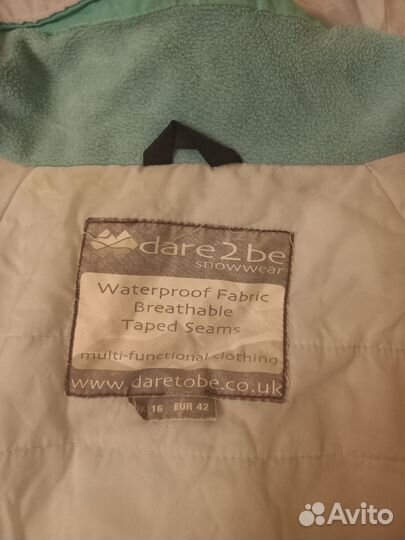 dare2be
snowwear
Waterproof Fabric
Breathable
Taped Seams
multi-functional clothing
www.daretobe.co.uk
UK 16 EUR 42
Avito